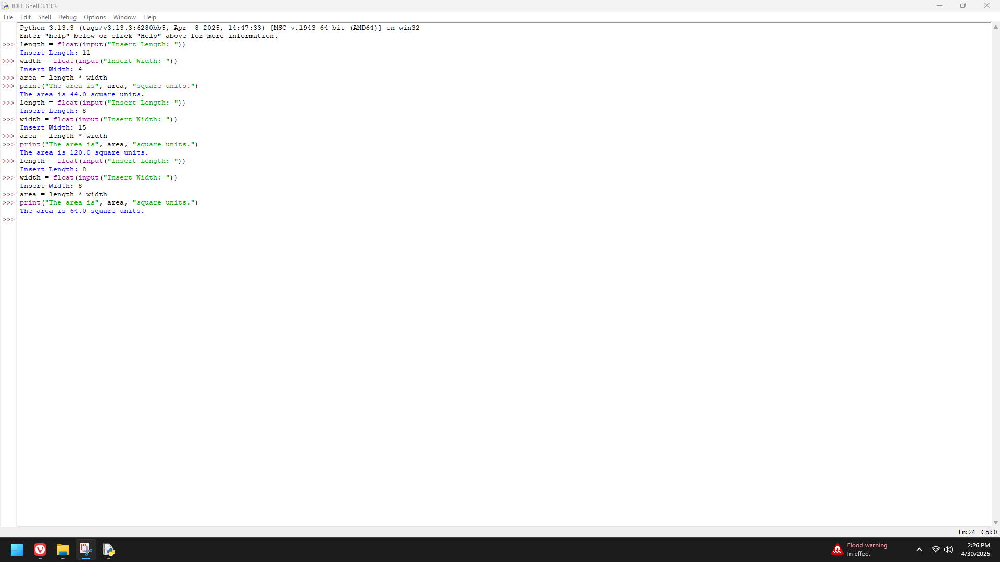 IDLE Shell 3.13.3
File Edit Shell Debug Options Window Help
Python 3.13.3 (tags/v3.13.3:6280bb5, Apr  8 2025, 14:47:33) [MSC v.1943 64 bit (AMD64)] on win32
Enter "help" below or click "Help" above for more information.
>>> length = float(input("Insert Length: "))
Insert Length: 11
>>> width = float(input("Insert Width: "))
Insert Width: 4
>>> area = length * width
>>> print("The area is", area, "square units.")
The area is 44.0 square units.
>>> length = float(input("Insert Length: "))
Insert Length: 8
>>> width = float(input("Insert Width: "))
Insert Width: 15
>>> area = length * width
>>> print("The area is", area, "square units.")
The area is 120.0 square units.
>>> length = float(input("Insert Length: "))
Insert Length: 8
>>> width = float(input("Insert Width: "))
Insert Width: 8
>>> area = length * width
>>> print("The area is", area, "square units.")
The area is 64.0 square units.
>>>
Ln: 24 Col: 0
Flood warning
In effect
2:26 PM
4/30/2025